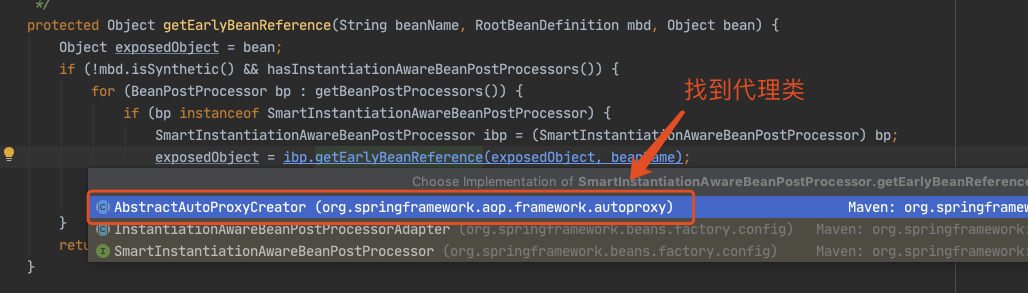 */
protected Object getEarlyBeanReference(String beanName, RootBeanDefinition mbd, Object bean) {
Object exposedObject = bean;
if (!mbd.isSynthetic() && hasInstantiationAwareBeanPostProcessors()) {
for (BeanPostProcessor bp : getBeanPostProcessors()) {
找到代理类
if (bp instanceof SmartInstantiationAwareBeanPostProcessor) {
SmartInstantiationAwareBeanPostProcessor ibp = (SmartInstantiationAwareBeanPostProcessor) bp;
exposedObject = ibp.getEarlyBeanReference(exposedObject, beanName);
Choose Implementation of SmartInstantiationAwareBeanPostProcessor.getEarlyBeanReference
AbstractAutoProxyCreator (org.springframework.aop.framework.autoproxy) Maven: org.springframew
} InstantiationAwareBeanPostProcessorAdapter (org.springframework.beans.factory.config) Maven: org.springframework
retu SmartInstantiationAwareBeanPostProcessor (org.springframework.beans.factory.config) Maven: org.springframework
}